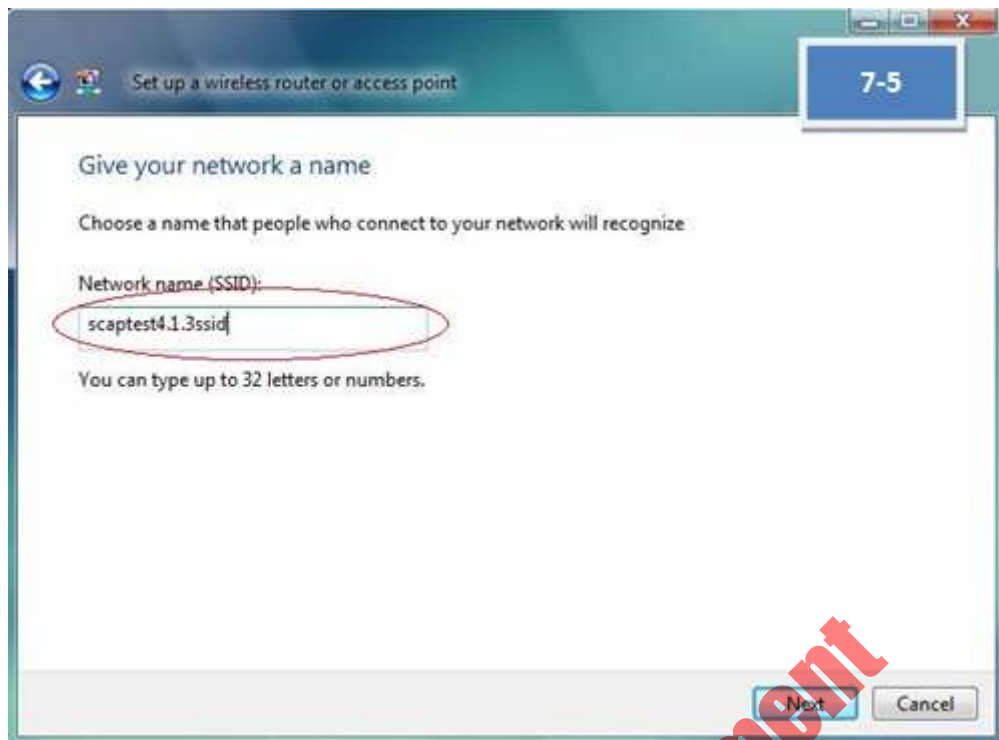 Set up a wireless router or access point
7-5
Give your network a name
Choose a name that people who connect to your network will recognize
Network name (SSID):
scaptest4.1.3ssid
You can type up to 32 letters or numbers.
Next
Cancel